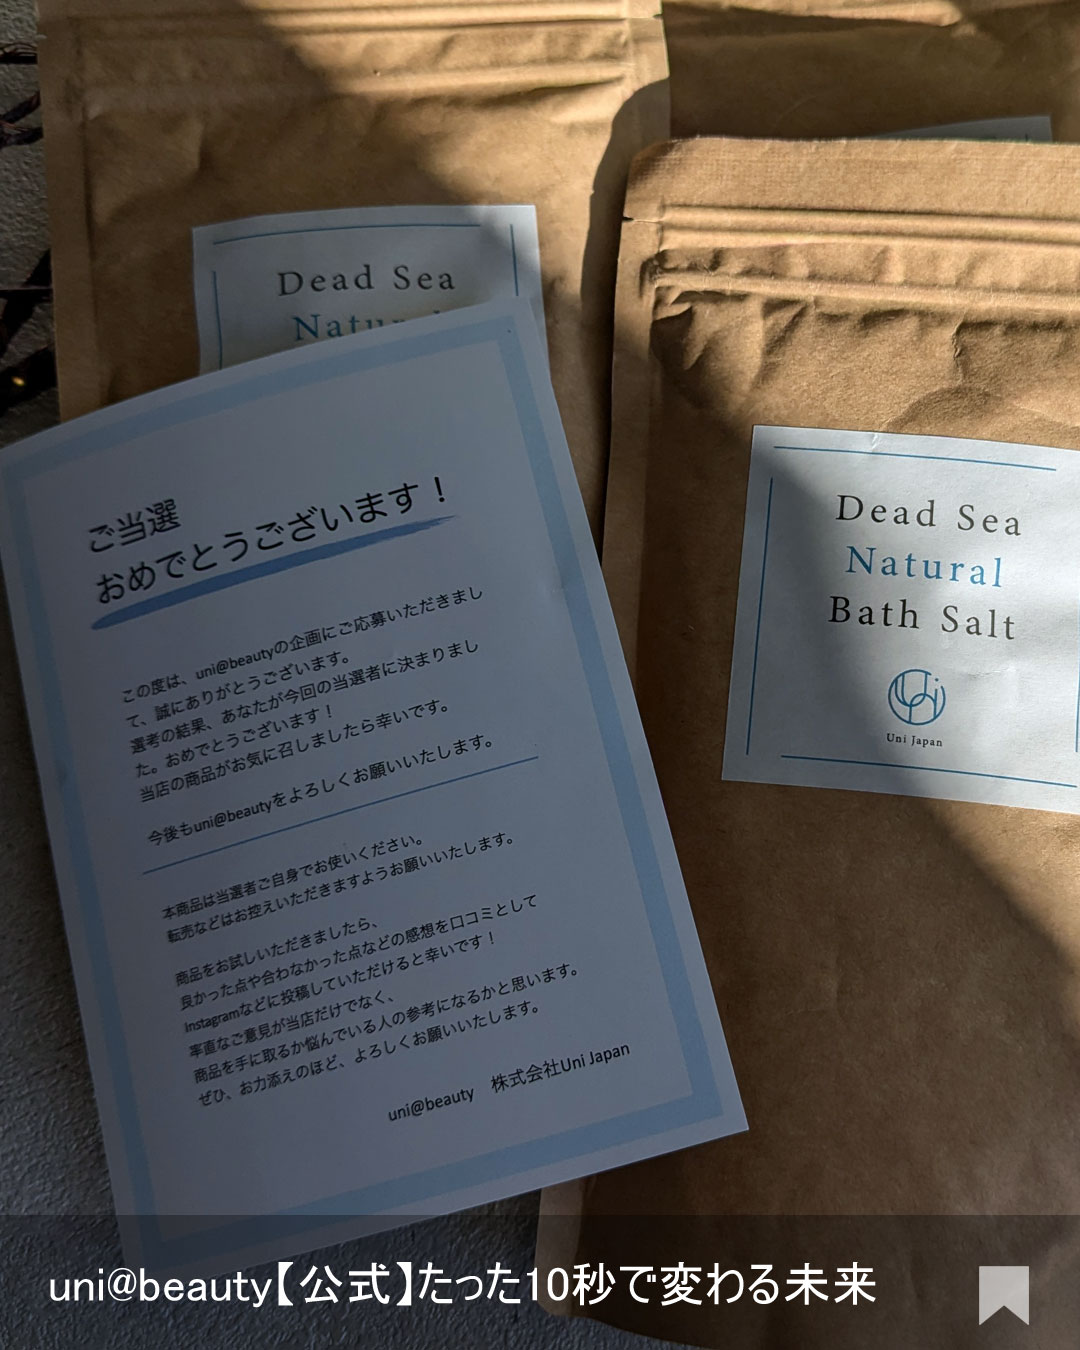 Dead Sea
Natural
ご当選
おめでとうございます！
この度は、uni@beautyの企画にご応募いただきまし
て、誠にありがとうございます。
選考の結果、あなたが今回の当選者に決まりまし
た。おめでとうございます！
当店の商品がお気に召しましたら幸いです。
今後もuni@beautyをよろしくお願いいたします。
本商品は当選者ご自身でお使いください。
転売などはお控えいただきますようお願いいたします。
商品をお試しいただきましたら、
良かった点や合わなかった点などの感想を口コミとして
Instagramなどに投稿していただけると幸いです！
率直なご意見が当店だけでなく、
商品を手に取るか悩んでいる人の参考になるかと思います。
ぜひ、お力添えのほど、よろしくお願いいたします。
uni@beauty　株式会社Uni Japan
Dead Sea
Natural
Bath Salt
Uni Japan
uni@beauty【公式】たった10秒で変わる未来